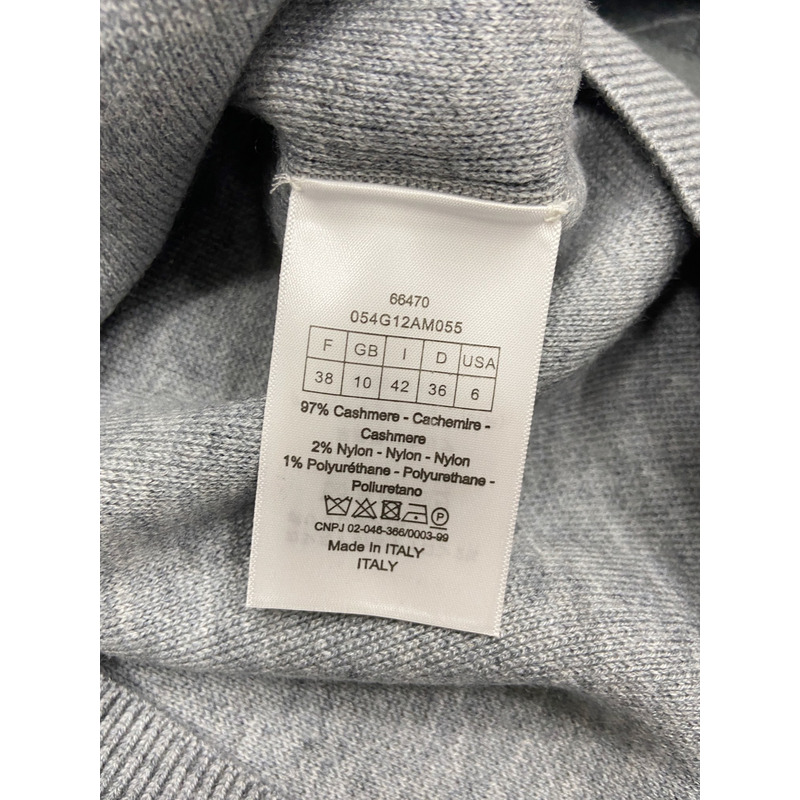 66470
054G12AM055
F GB I D USA
38 10 42 36 6
97% Cashmere - Cachemire -
Cashmere
2% Nylon - Nylon - Nylon
1% Polyuréthane - Polyurethane -
Poliuretano
P
CNPJ 02-046-366/0003-99
Made In ITALY
ITALY